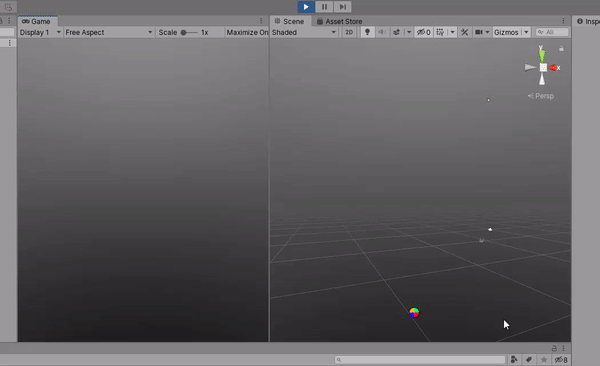 Game
Scene
Asset Store
Inspe
Display 1
Free Aspect
Scale
1x
Maximize On
Shaded
2D
0
Gizmos
All
y
x
Persp
8